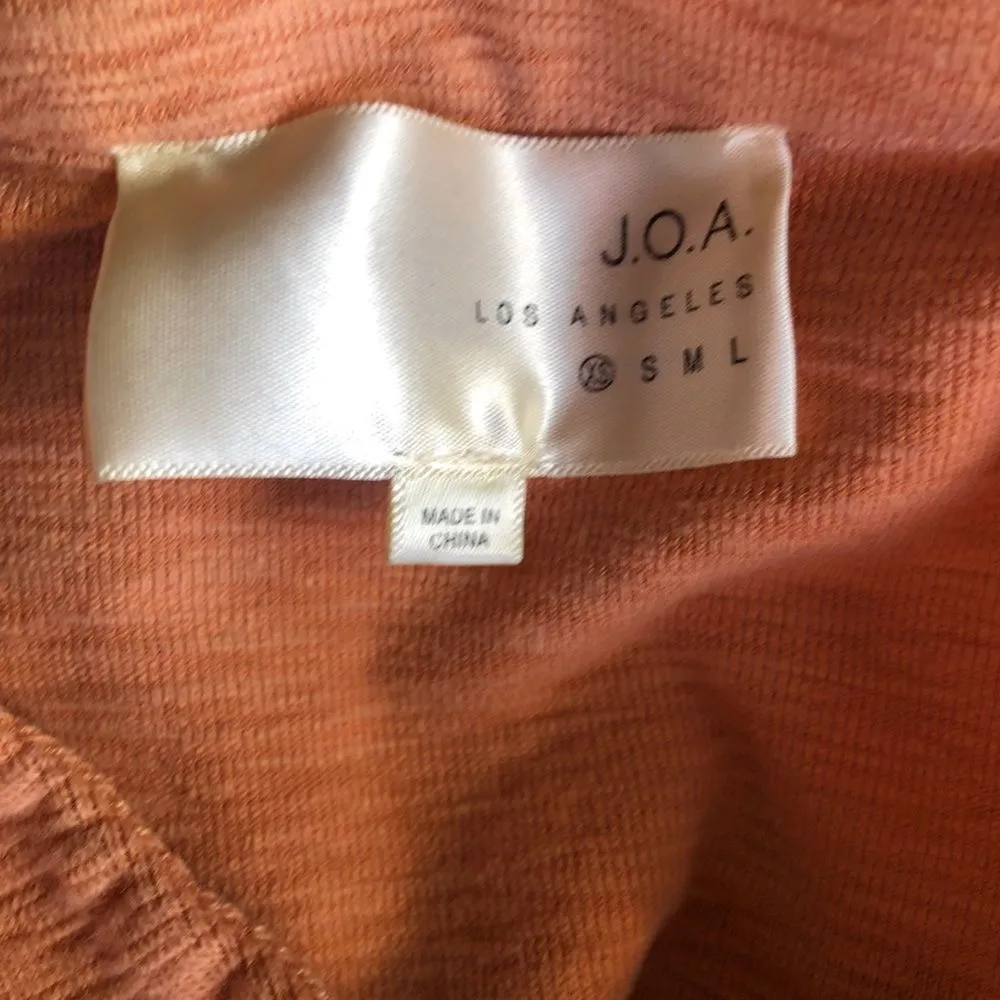 J.O.A.
LOS ANGELES
XS S M L
MADE IN
CHINA